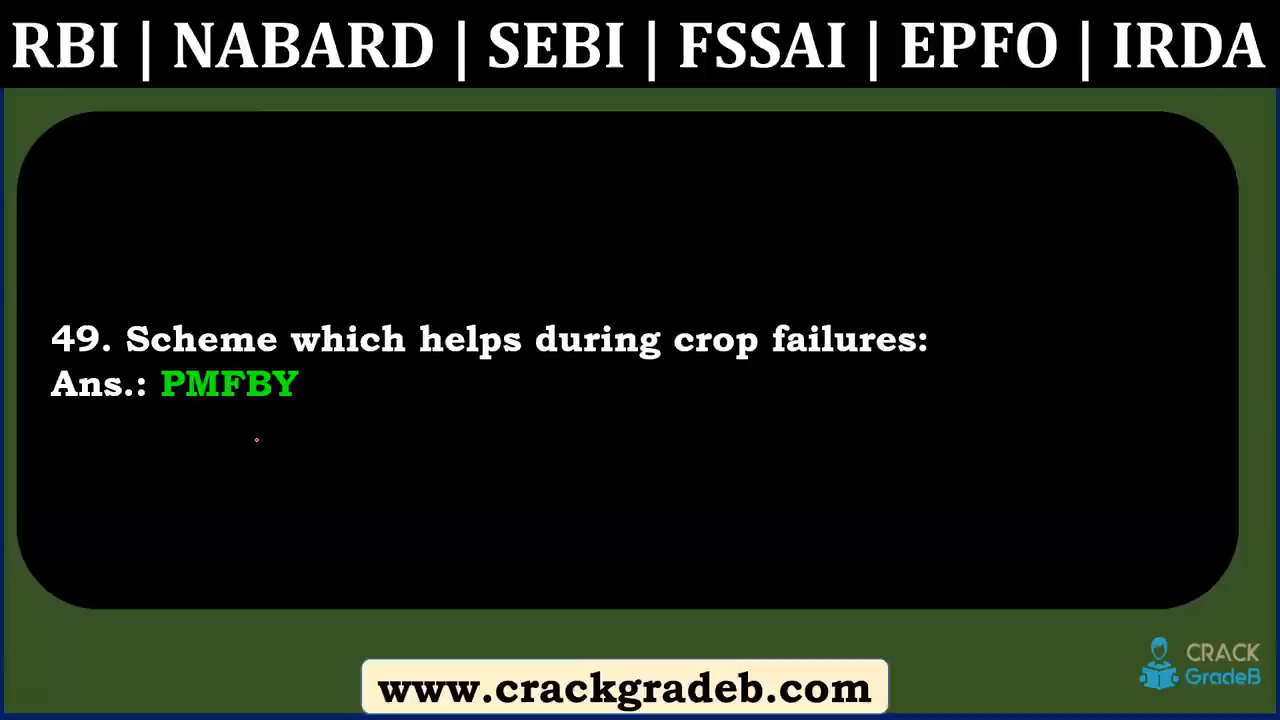 RBI | NABARD | SEBI | FSSAI | EPFO | IRDA
49. Scheme which helps during crop failures:
Ans.: PMFBY
CRACK
GradeB
www.crackgradeb.com